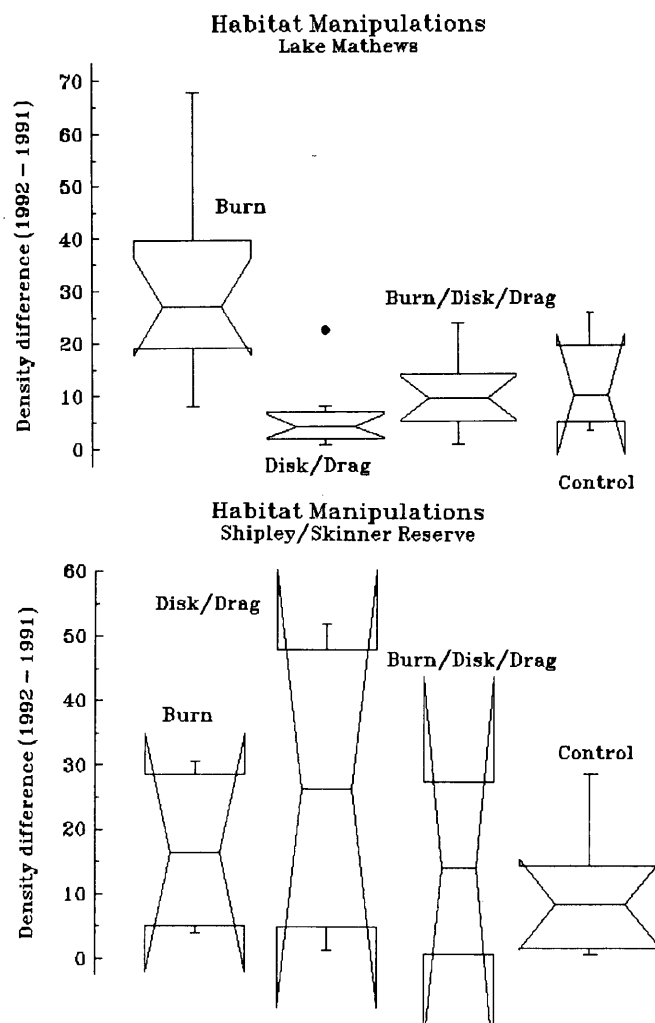 Habitat Manipulations
Lake Mathews
Density difference (1992 - 1991)
70
60
50
40
30
20
10
0
Burn
Disk/Drag
Burn/Disk/Drag
Control
Habitat Manipulations
Shipley/Skinner Reserve
Density difference (1992 - 1991)
60
50
40
30
20
10
0
Disk/Drag
Burn
Burn/Disk/Drag
Control